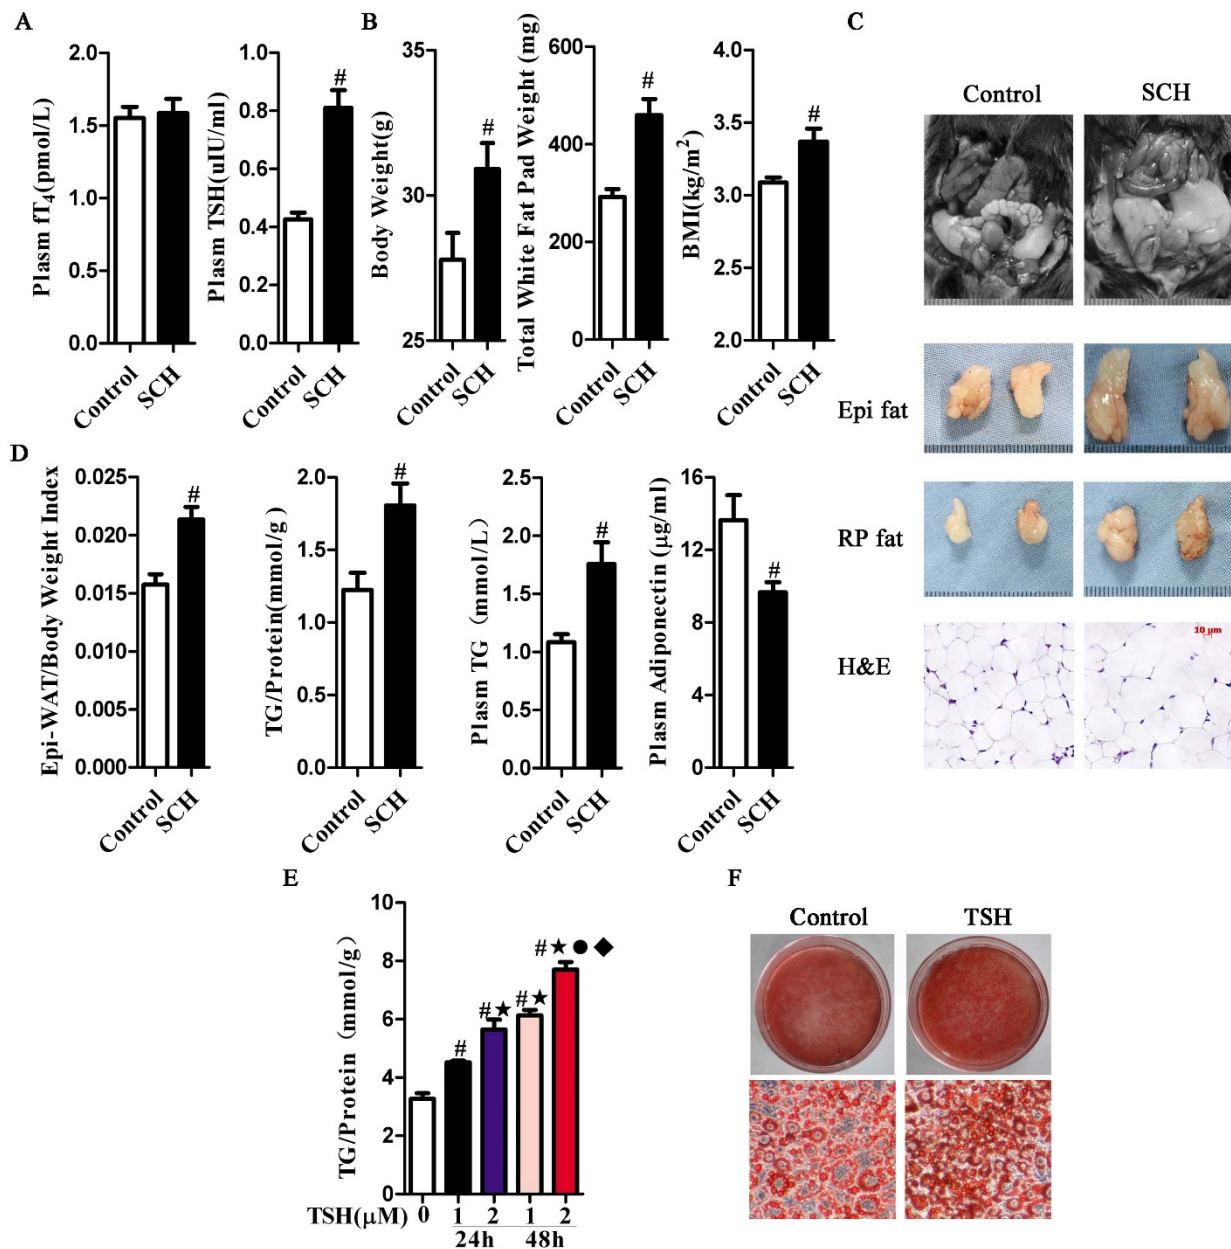 A
B
C
Plasm fT4(pmol/L)
2.0
1.5
1.0
0.5
0.0
Control
SCH
Plasm TSH(uIU/ml)
1.0
0.8
0.6
0.4
0.2
0.0
#
Control
SCH
Body Weight(g)
35
30
25
#
Control
SCH
Total White Fat Pad Weight (mg)
600
400
200
0
#
Control
SCH
BMI(kg/m2)
4.0
3.5
3.0
2.5
2.0
#
Control
SCH
Control SCH
Epi fat
RP fat
H&E
10 μm
D
Epi-WAT/Body Weight Index
0.025
0.020
0.015
0.010
0.005
0.000
#
Control
SCH
TG/Protein(mmol/g)
2.0
1.5
1.0
0.5
0.0
#
Control
SCH
Plasm TG (mmol/L)
2.5
2.0
1.5
1.0
0.5
0.0
#
Control
SCH
Plasm Adiponectin (μg/ml)
16
12
8
4
0
#
Control
SCH
E
TG/Protein (mmol/g)
10
8
6
4
2
0
#
#★
#★
#★●◆
TSH(μM) 0 1 2 1 2
24h 48h
F
Control TSH